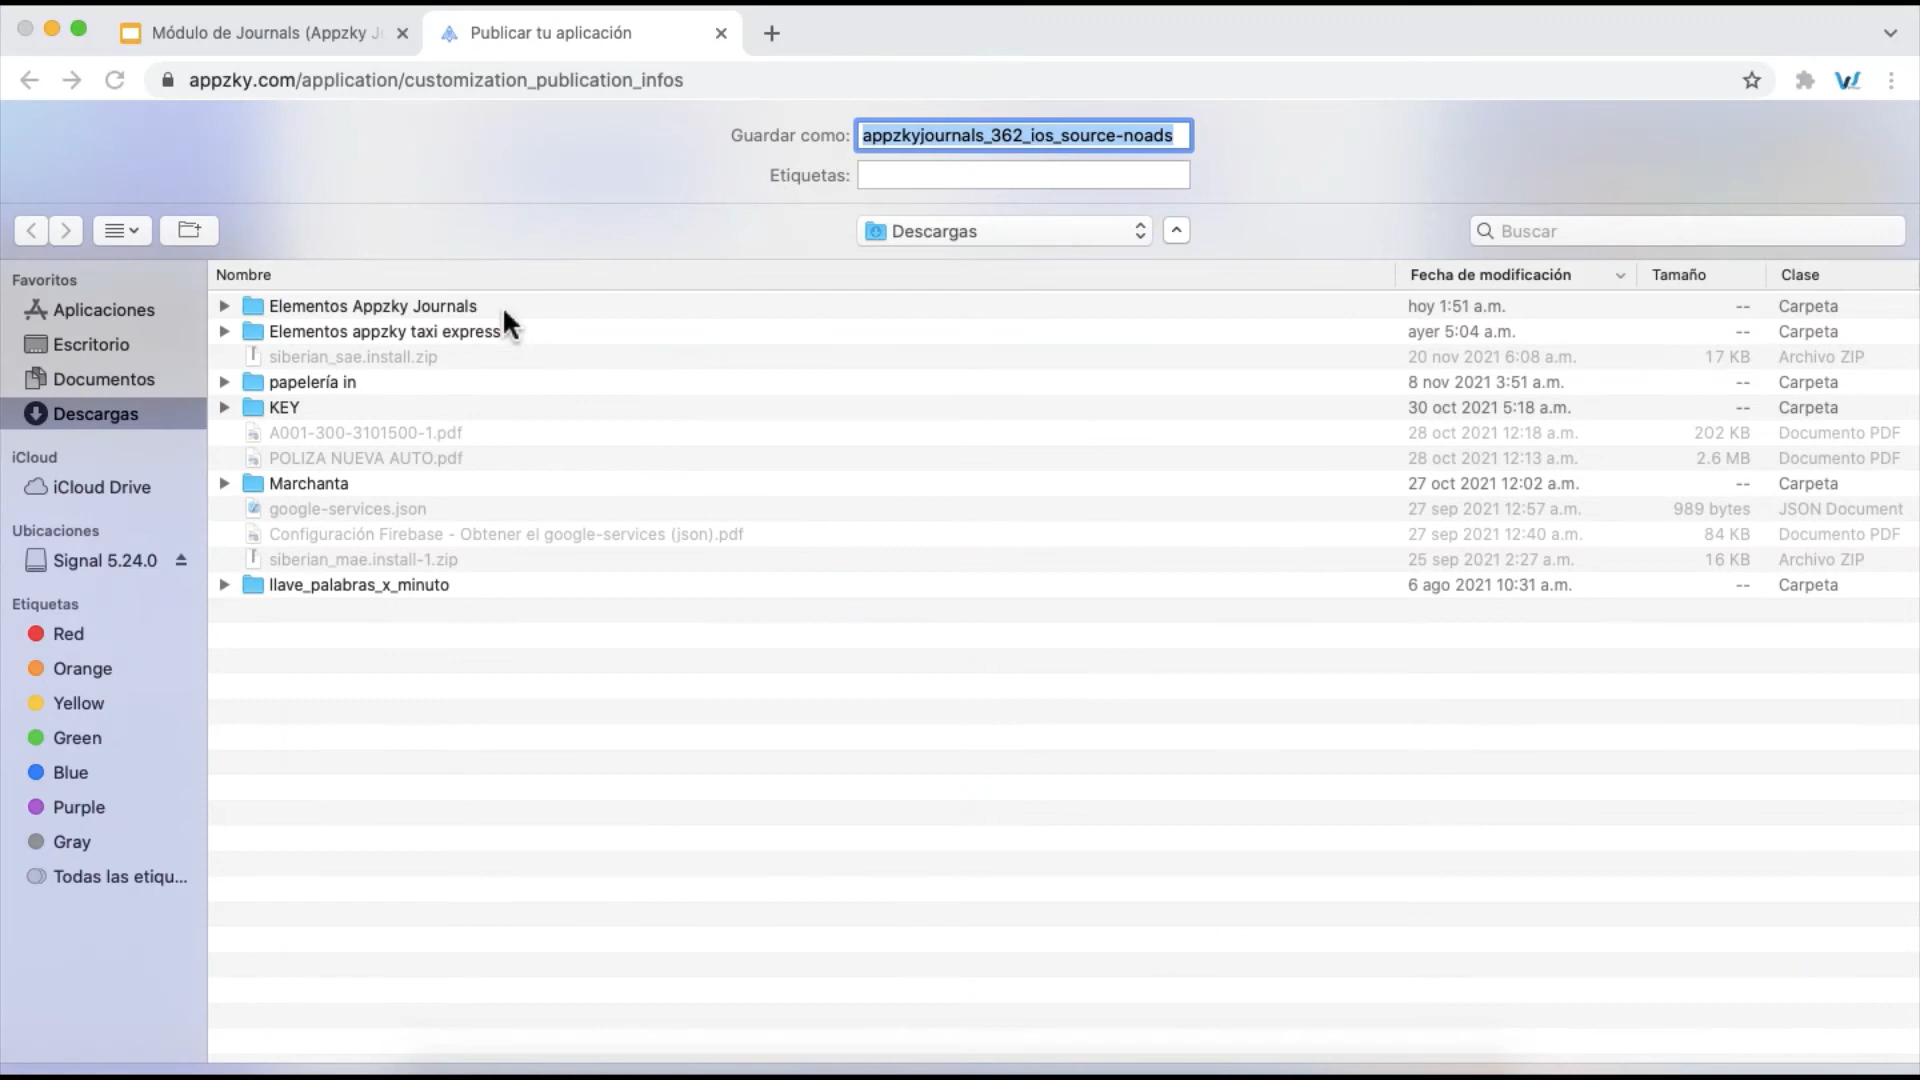 Módulo de Journals (Appzky J
Publicar tu aplicación
appzky.com/application/customization_publication_infos
Guardar como: appzkyjournals_362_ios_source-noads
Etiquetas:
Descargas
Buscar
Favoritos
Aplicaciones
Escritorio
Documentos
Descargas
iCloud
iCloud Drive
Ubicaciones
Signal 5.24.0
Etiquetas
Red
Orange
Yellow
Green
Blue
Purple
Gray
Todas las etiqu...
Nombre Fecha de modificación Tamaño Clase
Elementos Appzky Journals hoy 1:51 a.m. -- Carpeta
Elementos appzky taxi express ayer 5:04 a.m. -- Carpeta
siberian_sae.install.zip 20 nov 2021 6:08 a.m. 17 KB Archivo ZIP
papelería in 8 nov 2021 3:51 a.m. -- Carpeta
KEY 30 oct 2021 5:18 a.m. -- Carpeta
A001-300-3101500-1.pdf 28 oct 2021 12:18 a.m. 202 KB Documento PDF
POLIZA NUEVA AUTO.pdf 28 oct 2021 12:13 a.m. 2.6 MB Documento PDF
Marchanta 27 oct 2021 12:02 a.m. -- Carpeta
google-services.json 27 sep 2021 12:57 a.m. 989 bytes JSON Document
Configuración Firebase - Obtener el google-services (json).pdf 27 sep 2021 12:40 a.m. 84 KB Documento PDF
siberian_mae.install-1.zip 25 sep 2021 2:27 a.m. 16 KB Archivo ZIP
llave_palabras_x_minuto 6 ago 2021 10:31 a.m. -- Carpeta